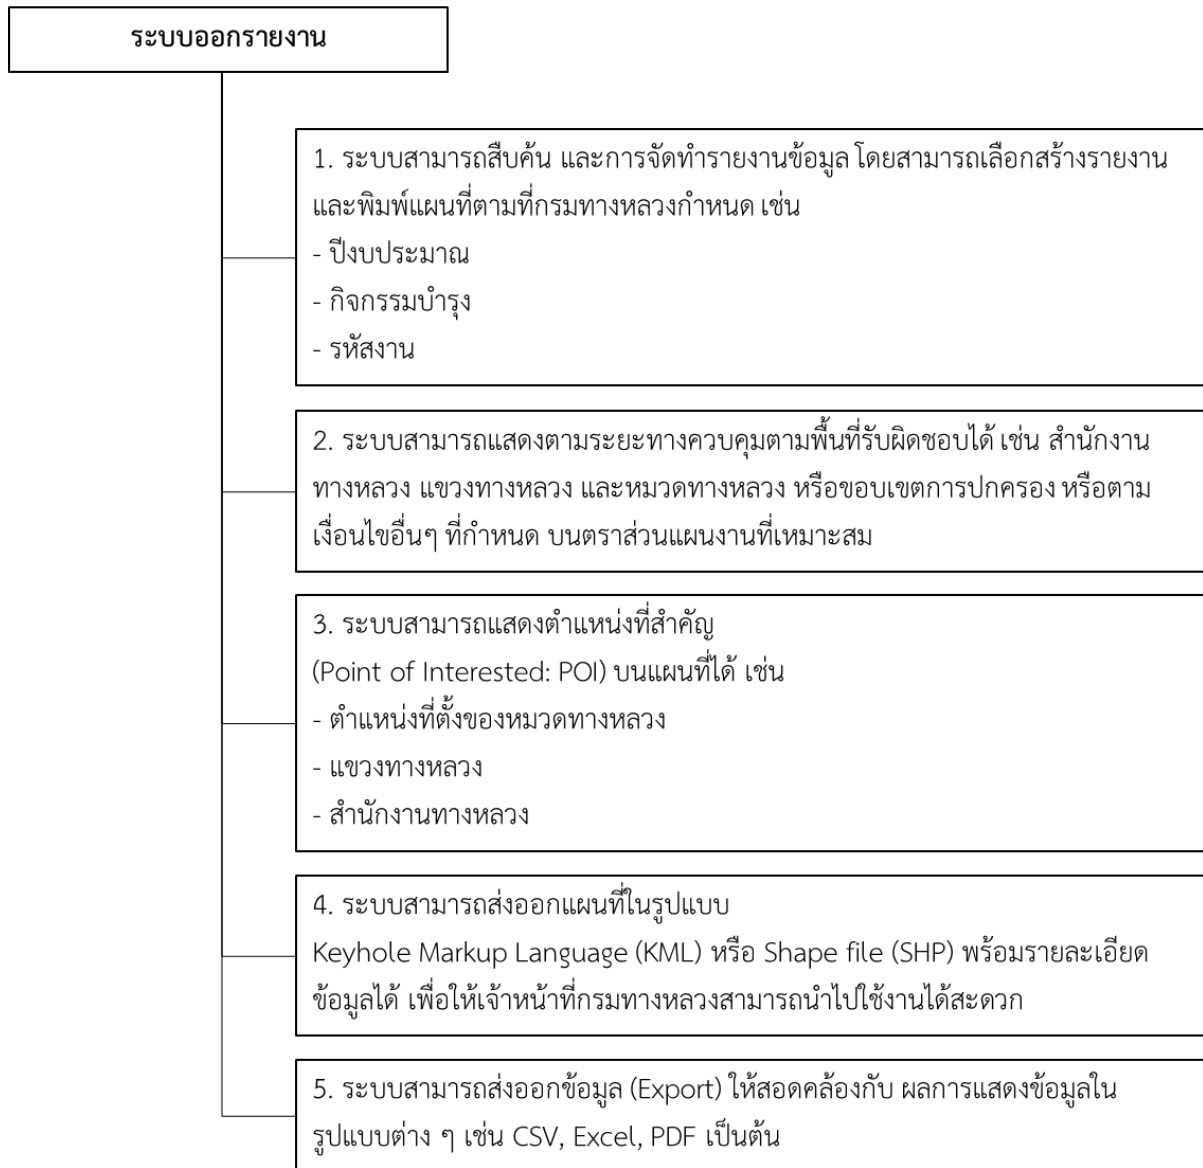 ระบบออกรายงาน
1. ระบบสามารถสืบค้น และการจัดทำรายงานข้อมูล โดยสามารถเลือกสร้างรายงาน
และพิมพ์แผนที่ตามที่กรมทางหลวงกำหนด เช่น
- ปีงบประมาณ
- กิจกรรมบำรุง
- รหัสงาน
2. ระบบสามารถแสดงตามระยะทางควบคุมตามพื้นที่รับผิดชอบได้ เช่น สำนักงาน
ทางหลวง แขวงทางหลวง และหมวดทางหลวง หรือขอบเขตการปกครอง หรือตาม
เงื่อนไขอื่นๆ ที่กำหนด บนตราส่วนแผนงานที่เหมาะสม
3. ระบบสามารถแสดงตำแหน่งที่สำคัญ
(Point of Interested: POI) บนแผนที่ได้ เช่น
- ตำแหน่งที่ตั้งของหมวดทางหลวง
- แขวงทางหลวง
- สำนักงานทางหลวง
4. ระบบสามารถส่งออกแผนที่ในรูปแบบ
Keyhole Markup Language (KML) หรือ Shape file (SHP) พร้อมรายละเอียด
ข้อมูลได้ เพื่อให้เจ้าหน้าที่กรมทางหลวงสามารถนำไปใช้งานได้สะดวก
5. ระบบสามารถส่งออกข้อมูล (Export) ให้สอดคล้องกับ ผลการแสดงข้อมูลใน
รูปแบบต่าง ๆ เช่น CSV, Excel, PDF เป็นต้น